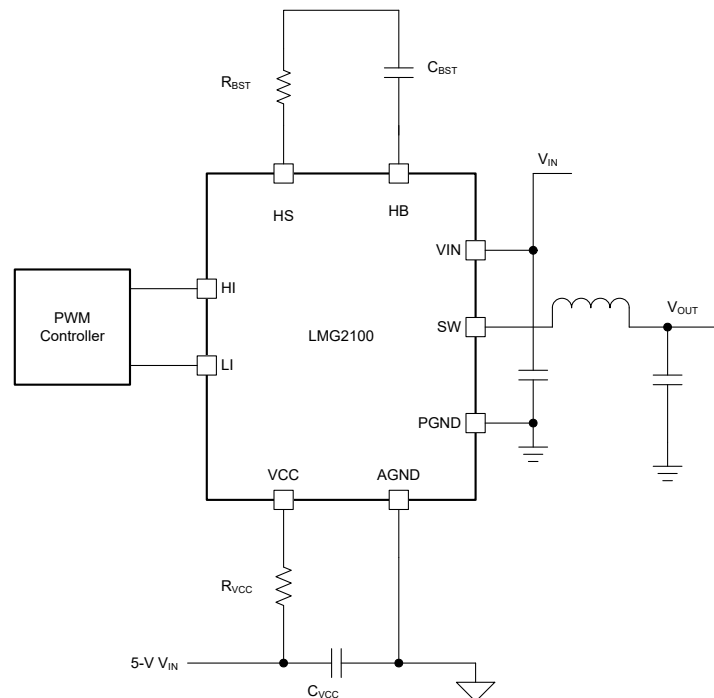 R_BST
C_BST
V_IN
HS
HB
VIN
HI
PWM
Controller
SW
V_OUT
LMG2100
LI
PGND
VCC
AGND
R_VCC
5-V V_IN
C_VCC